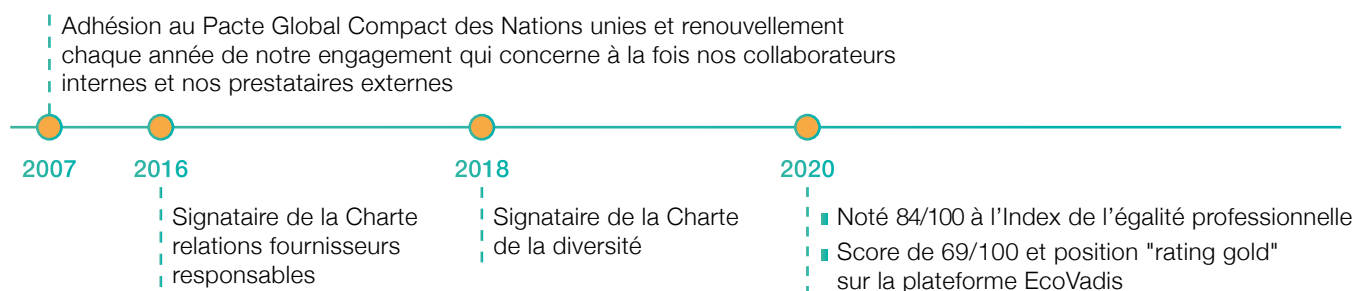 Adhésion au Pacte Global Compact des Nations unies et renouvellement
chaque année de notre engagement qui concerne à la fois nos collaborateurs
internes et nos prestataires externes
2007
2016
2018
2020
Signataire de la Charte
relations fournisseurs
responsables
Signataire de la Charte
de la diversité
Noté 84/100 à l’Index de l’égalité professionnelle
Score de 69/100 et position "rating gold"
sur la plateforme EcoVadis